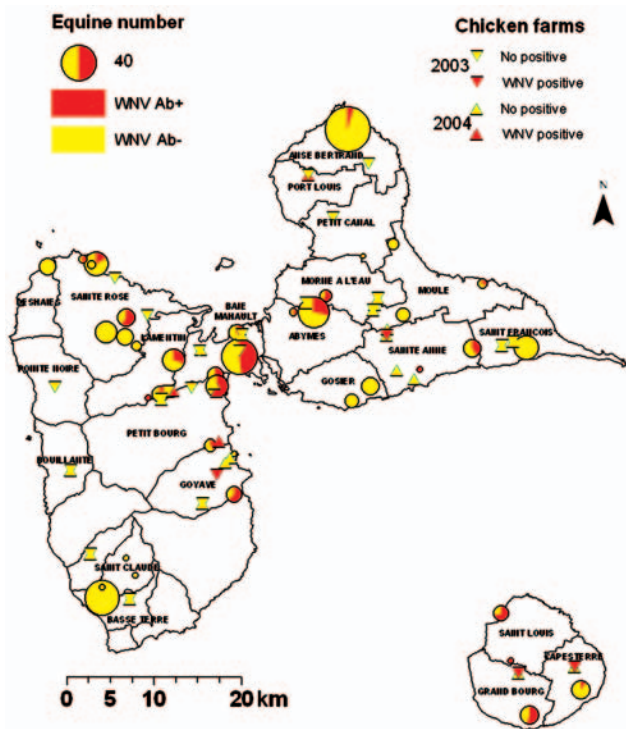 Equine number
40
WNV Ab+
WNV Ab-
Chicken farms
2003
No positive
WNV positive
2004
No positive
WNV positive
N
ANSE BERTRAND
PORT LOUIS
PETIT CANAL
MORNE A L'EAU
MOULE
DESHAIES
SAINTE ROSE
BAIE MAHAULT
LAMENTIN
ABYMES
SAINTE ANNE
SAINT FRANCOIS
POINTE NOIRE
GOSIER
PETIT BOURG
BOUILLANTE
GOYAVE
SAINT CLAUDE
BASSE TERRE
SAINT LOUIS
CAPESTERRE
GRAND BOURG
0 5 10 20 km